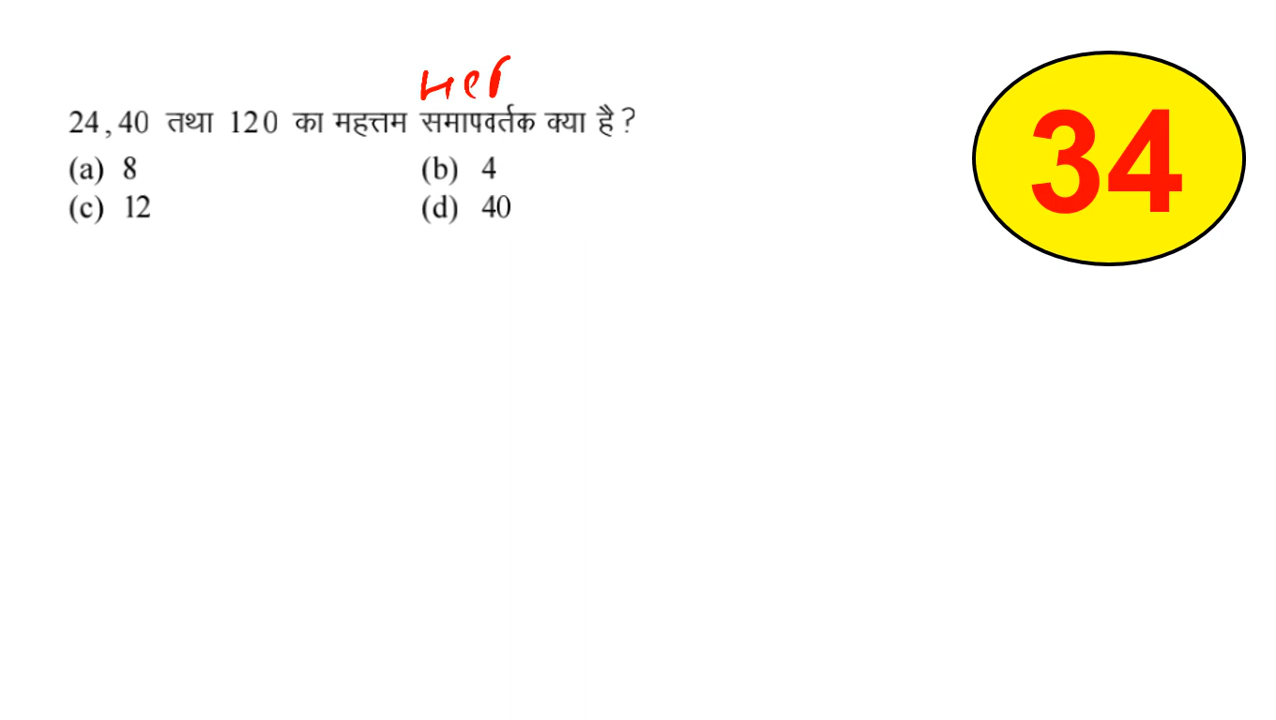 Hcf
24, 40 तथा 120 का महत्तम समापवर्तक क्या है ?
(a) 8 (b) 4
(c) 12 (d) 40
34